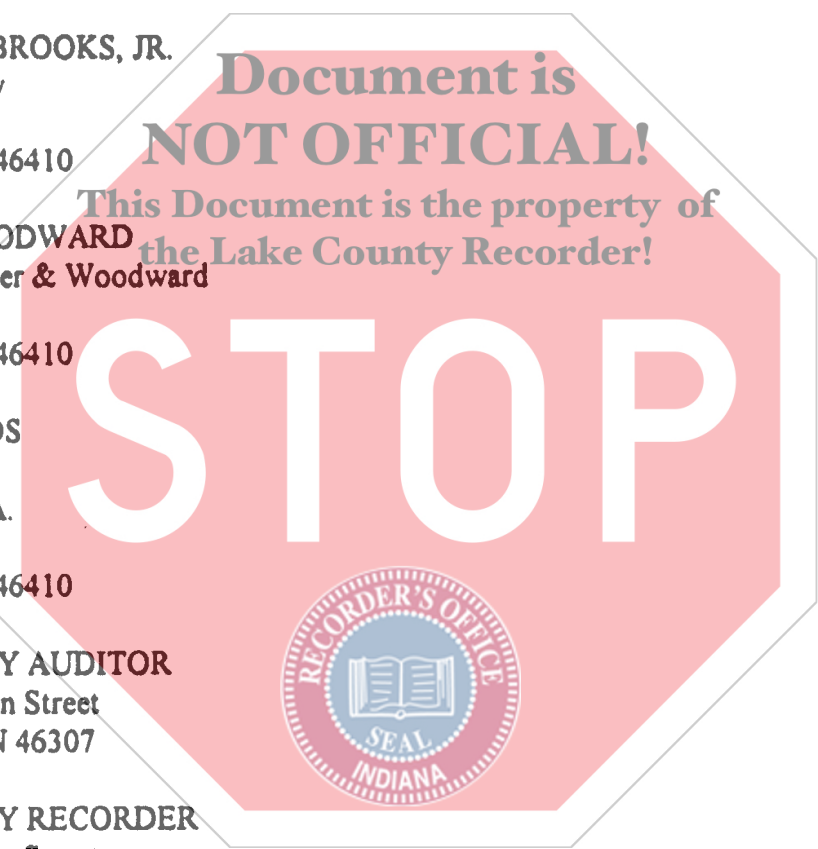 BROOKS, JR.
Document is
NOT OFFICIAL!
46410
This Document is the property of
ODWARD
the Lake County Recorder!
er & Woodward
46410
STOP
OS
A.
46410
RECORDER'S OFFICE
SEAL
INDIANA
Y AUDITOR
n Street
N 46307
Y RECORDER